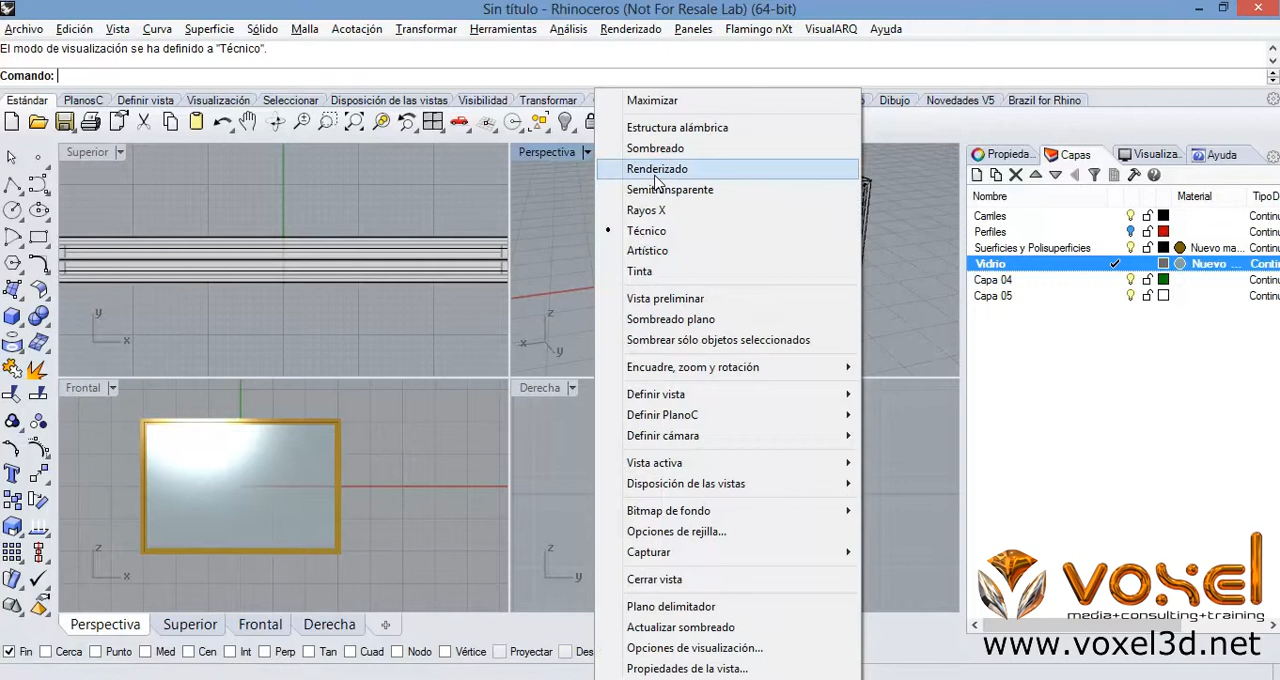 Sin título - Rhinoceros (Not For Resale Lab) (64-bit)
Archivo Edición Vista Curva Superficie Sólido Malla Acotación Transformar Herramientas Análisis Renderizado Paneles Flamingo nXt VisualARQ Ayuda
El modo de visualización se ha definido a "Técnico".
Comando:
Estándar PlanosC Definir vista Visualización Seleccionar Disposición de las vistas Visibilidad Transformar Dibujo Novedades V5 Brazil for Rhino
Superior
Perspectiva
Frontal
Derecha
y
x
z
x y
z
x
z
y
Maximizar
Estructura alámbrica
Sombreado
Renderizado
Semitransparente
Rayos X
Técnico
Artístico
Tinta
Vista preliminar
Sombreado plano
Sombrear sólo objetos seleccionados
Encuadre, zoom y rotación
Definir vista
Definir PlanoC
Definir cámara
Vista activa
Disposición de las vistas
Bitmap de fondo
Opciones de rejilla...
Capturar
Cerrar vista
Plano delimitador
Actualizar sombreado
Opciones de visualización...
Propiedades de la vista...
Propieda... Capas Visualiza... Ayuda
Nombre Material TipoD
Carriles Continu
Perfiles Continu
Suerficies y Polisuperficies Nuevo ma... Continu
Vidrio Nuevo ... Conti
Capa 04 Continu
Capa 05 Continu
voxel
media+consulting+training
www.voxel3d.net
Perspectiva Superior Frontal Derecha
Fin Cerca Punto Med Cen Int Perp Tan Cuad Nodo Vértice Proyectar Des